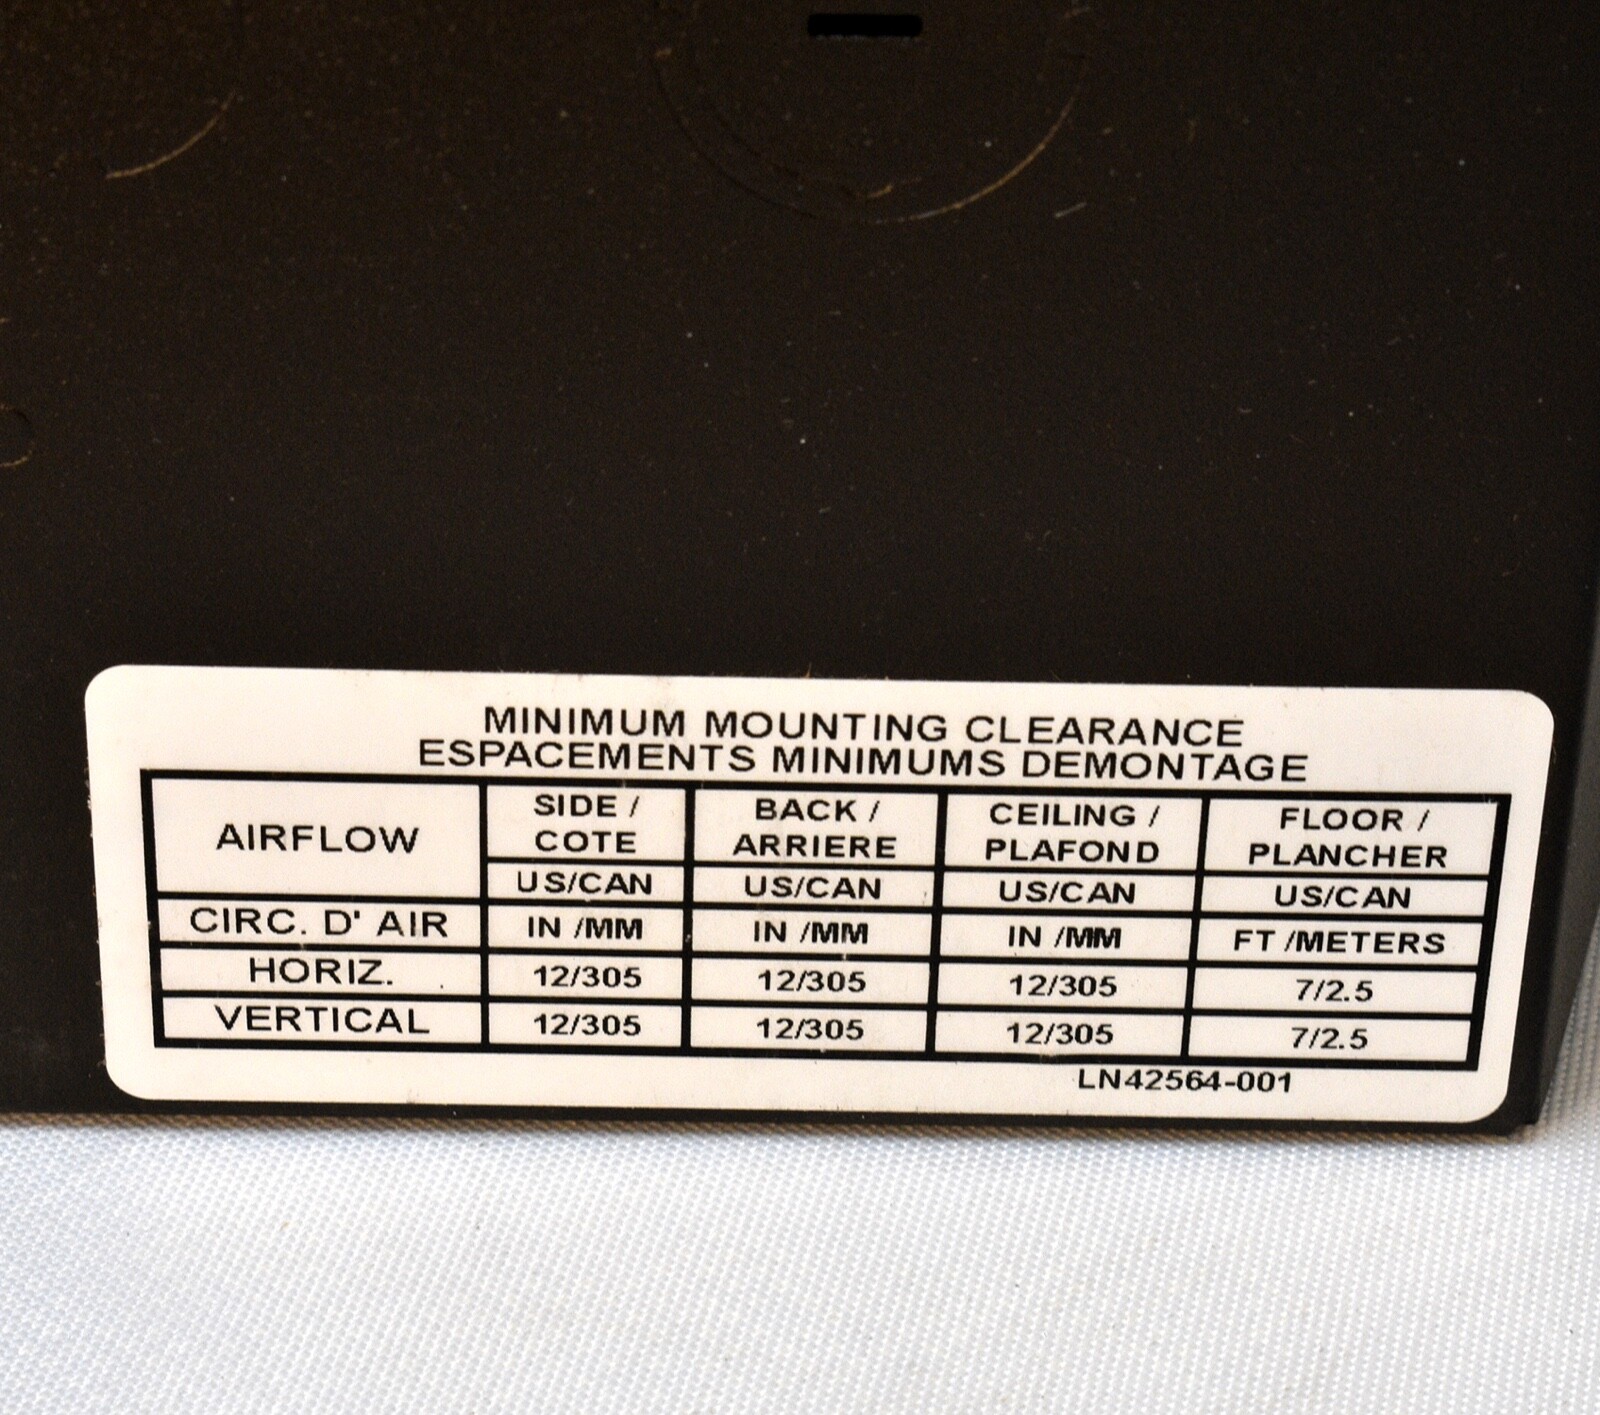 MINIMUM MOUNTING CLEARANCE
ESPACEMENTS MINIMUMS DEMONTAGE
AIRFLOW SIDE / COTE BACK / ARRIERE CEILING / PLAFOND FLOOR / PLANCHER
US/CAN US/CAN US/CAN US/CAN
CIRC. D' AIR IN /MM IN /MM IN /MM FT /METERS
HORIZ. 12/305 12/305 12/305 7/2.5
VERTICAL 12/305 12/305 12/305 7/2.5
LN42564-001